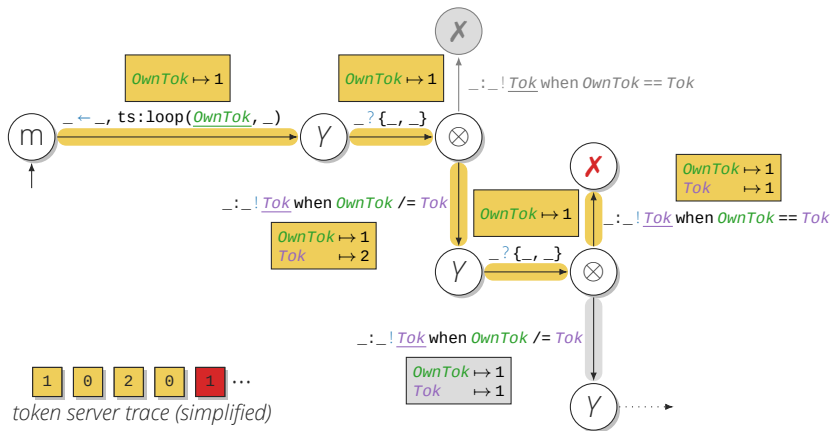 ✗
OwnTok ↦ 1
OwnTok ↦ 1
_:_!Tok when OwnTok == Tok
_ ← _, ts:loop(OwnTok,_)
_?{_,_}
m
Y
⊗
✗
OwnTok ↦ 1
Tok ↦ 1
_:_!Tok when OwnTok /= Tok
OwnTok ↦ 1
_:_!Tok when OwnTok == Tok
OwnTok ↦ 1
Tok ↦ 2
_?{_,_}
Y
⊗
_:_!Tok when OwnTok /= Tok
OwnTok ↦ 1
Tok ↦ 1
1 0 2 0 1 ...
Y
token server trace (simplified)